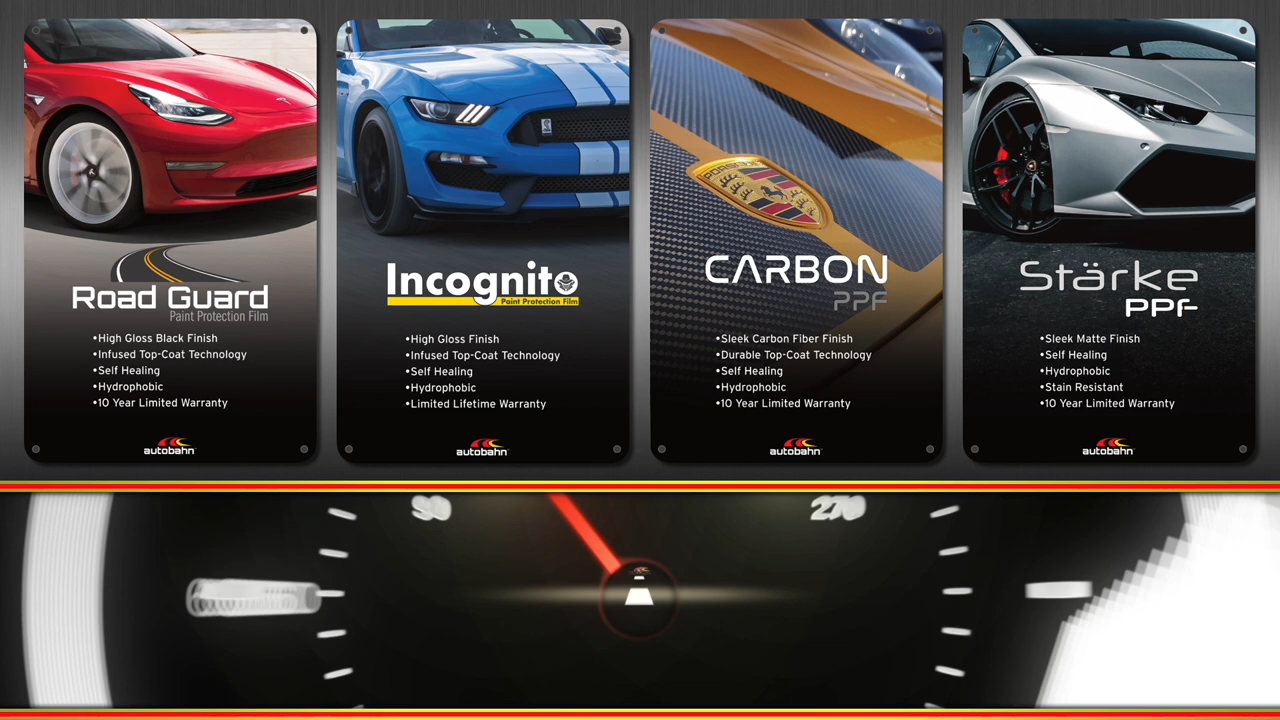 Road Guard
Paint Protection Film
•High Gloss Black Finish
•Infused Top-Coat Technology
•Self Healing
•Hydrophobic
•10 Year Limited Warranty
autobahn
Incognito
Paint Protection Film
•High Gloss Finish
•Infused Top-Coat Technology
•Self Healing
•Hydrophobic
•Limited Lifetime Warranty
autobahn
PORSCHE
CARBON
PPF
•Sleek Carbon Fiber Finish
•Durable Top-Coat Technology
•Self Healing
•Hydrophobic
•10 Year Limited Warranty
autobahn
Stärke
PPF
•Sleek Matte Finish
•Self Healing
•Hydrophobic
•Stain Resistant
•10 Year Limited Warranty
autobahn
270